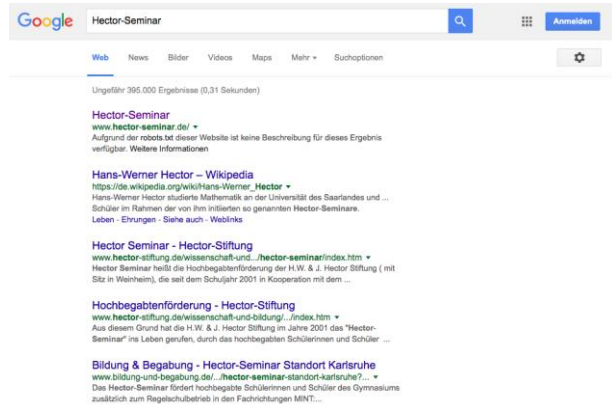 Google Hector-Seminar Anmelden
Web News Bilder Videos Maps Mehr Suchoptionen
Ungefähr 395.000 Ergebnisse (0,31 Sekunden)
Hector-Seminar
www.hector-seminar.de/
Aufgrund der robots.txt dieser Website ist keine Beschreibung für dieses Ergebnis
verfügbar. Weitere Informationen
Hans-Werner Hector – Wikipedia
https://de.wikipedia.org/wiki/Hans-Werner_Hector
Hans-Werner Hector studierte Mathematik an der Universität des Saarlandes und ...
Schüler im Rahmen der von ihm initiierten so genannten Hector-Seminare.
Leben - Ehrungen - Siehe auch - Weblinks
Hector Seminar - Hector-Stiftung
www.hector-stiftung.de/wissenschaft-und.../hector-seminar/index.htm
Hector Seminar heißt die Hochbegabtenförderung der H.W. & J. Hector Stiftung ( mit
Sitz in Weinheim), die seit dem Schuljahr 2001 in Kooperation mit dem ...
Hochbegabtenförderung - Hector-Stiftung
www.hector-stiftung.de/wissenschaft-und-bildung/.../index.htm
Aus diesem Grund hat die H.W. & J. Hector Stiftung im Jahre 2001 das "Hector-
Seminar" ins Leben gerufen, durch das hochbegabten Schülerinnen und Schüler ...
Bildung & Begabung - Hector-Seminar Standort Karlsruhe
www.bildung-und-begabung.de/.../hector-seminar-standort-karlsruhe?...
Das Hector-Seminar fördert hochbegabte Schülerinnen und Schüler des Gymnasiums
zusätzlich zum Regelschulbetrieb in den Fachrichtungen MINT:...